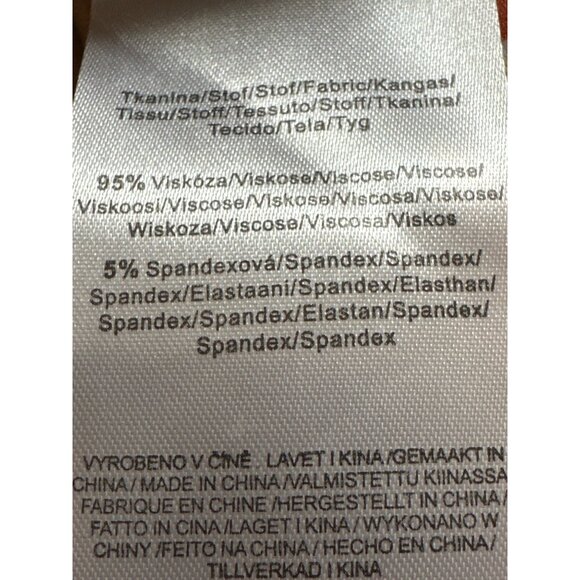 Tkanina/Stof/Stof/Fabric/Kangas/
Tissu/Stoff/Tessuto/Stoff/Tkanina/
Tecido/Tela/Tyg
95% Viskóza/Viskose/Viscose/Viscose/
Viskoosi/Viscose/Viskose/Viscosa/Viskose/
Wiskoza/Viscose/Viscosa/Viskos
5% Spandexová/Spandex/Spandex/
Spandex/Elastaani/Spandex/Elasthan/
Spandex/Spandex/Elastan/Spandex/
Spandex/Spandex
VYROBENO V ČÍNĚ . LAVET I KINA /GEMAAKT IN
CHINA / MADE IN CHINA /VALMISTETTU KIINASSA
FABRIQUE EN CHINE /HERGESTELLT IN CHINA /
FATTO IN CINA /LAGET I KINA / WYKONANO W
CHINY /FEITO NA CHINA / HECHO EN CHINA /
TILLVERKAD I KINA